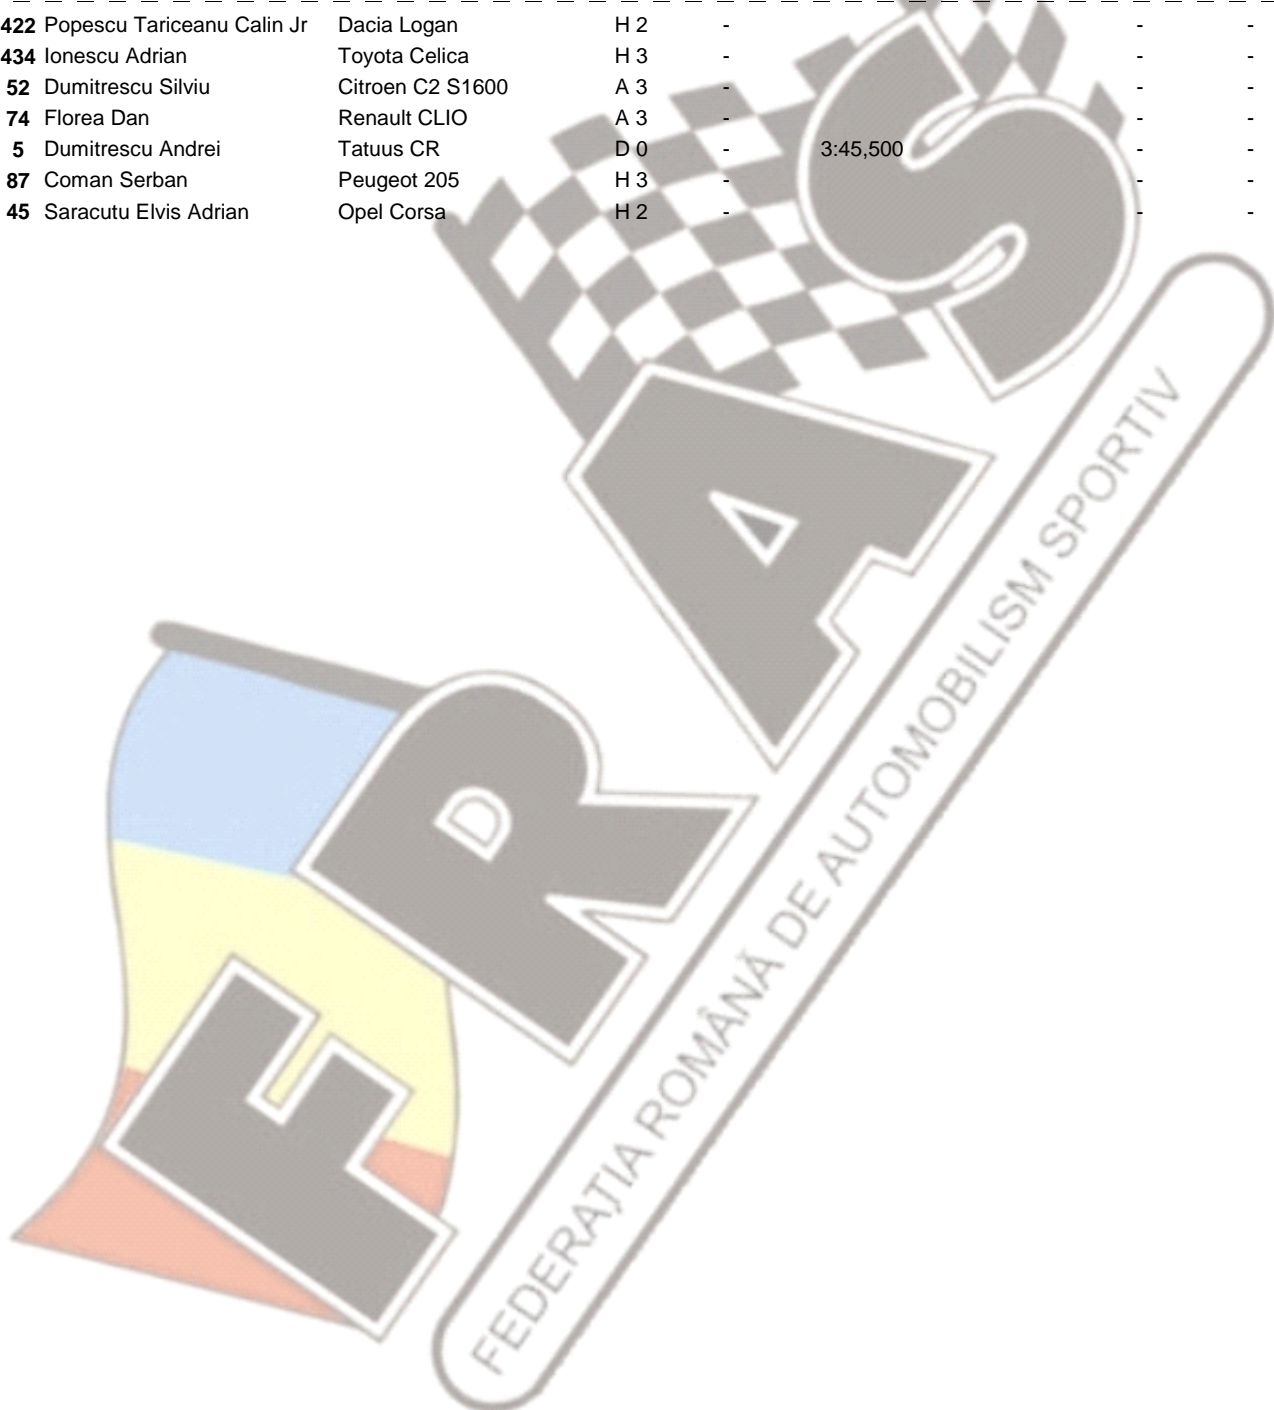 422 Popescu Tariceanu Calin Jr Dacia Logan H 2 - - -
434 Ionescu Adrian Toyota Celica H 3 - - -
52 Dumitrescu Silviu Citroen C2 S1600 A 3 - - -
74 Florea Dan Renault CLIO A 3 - - -
5 Dumitrescu Andrei Tatuus CR D 0 - 3:45,500 - -
87 Coman Serban Peugeot 205 H 3 - - -
45 Saracutu Elvis Adrian Opel Corsa H 2 - - -
FRAS
FEDERAȚIA ROMÂNĂ DE AUTOMOBILISM SPORTIV